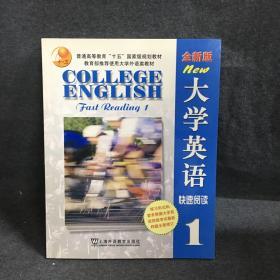 普通高等教育"十五"国家级规划教材
教育部推荐使用大学外语类教材
COLLEGE
ENGLISH
Fast Reading 1
全新版
New
大学英语
快速阅读
1
上海外语教育出版社